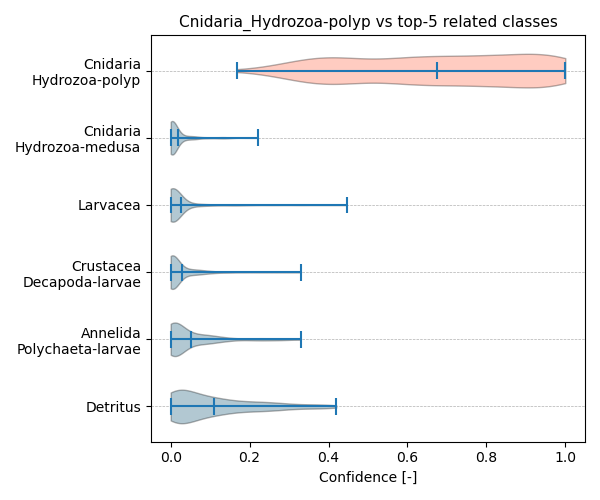 Cnidaria_Hydrozoa-polyp vs top-5 related classes
Cnidaria
Hydrozoa-polyp
Cnidaria
Hydrozoa-medusa
Larvacea
Crustacea
Decapoda-larvae
Annelida
Polychaeta-larvae
Detritus
0.0 0.2 0.4 0.6 0.8 1.0
Confidence [-]